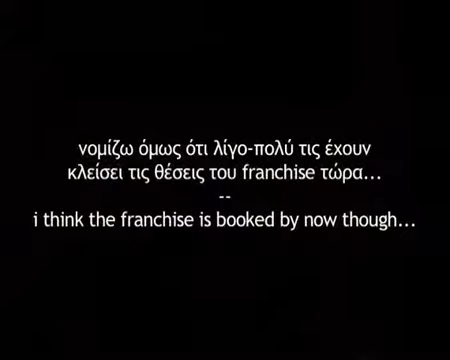 νομίζω όμως ότι λίγο-πολύ τις έχουν
κλείσει τις θέσεις του franchise τώρα...
--
i think the franchise is booked by now though...